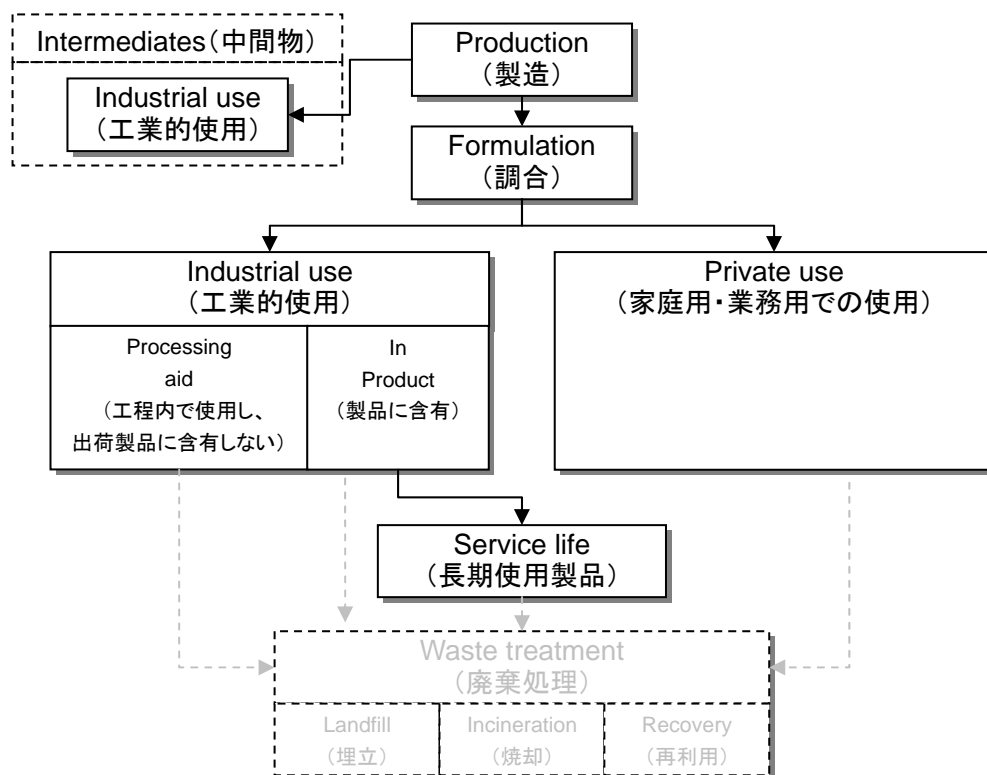 Intermediates(中間物)
Industrial use
(工業的使用)
Production
(製造)
Formulation
(調合)
Industrial use
(工業的使用)
Processing
aid
(工程内で使用し、
出荷製品に含有しない)
In
Product
(製品に含有)
Private use
(家庭用・業務用での使用)
Service life
(長期使用製品)
Waste treatment
(廃棄処理)
Landfill
(埋立)
Incineration
(焼却)
Recovery
(再利用)